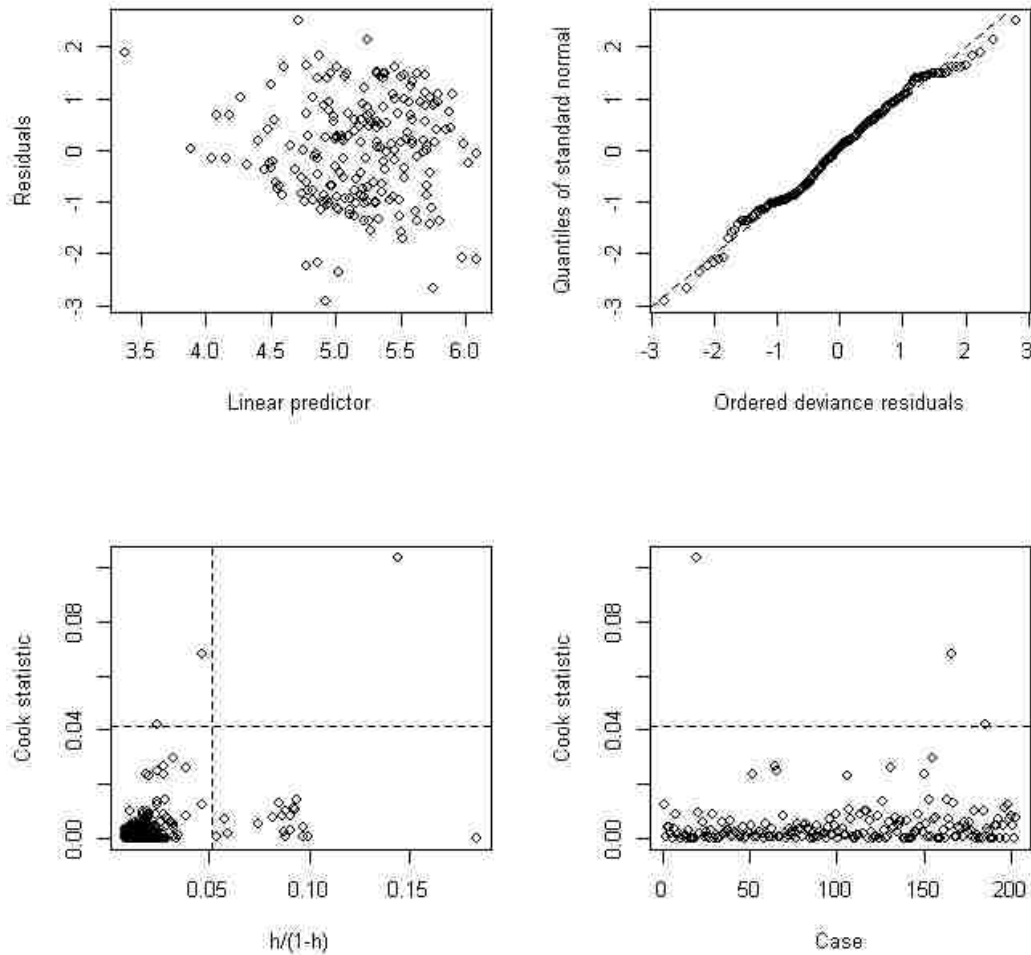 2
1
0
-1
-2
-3
Residuals
3.5 4.0 4.5 5.0 5.5 6.0
Linear predictor
2
1
0
-1
-2
-3
Quantiles of standard normal
-3 -2 -1 0 1 2 3
Ordered deviance residuals
0.08
0.04
0.00
Cook statistic
0.05 0.10 0.15
h/(1-h)
0.08
0.04
0.00
Cook statistic
0 50 100 150 200
Case